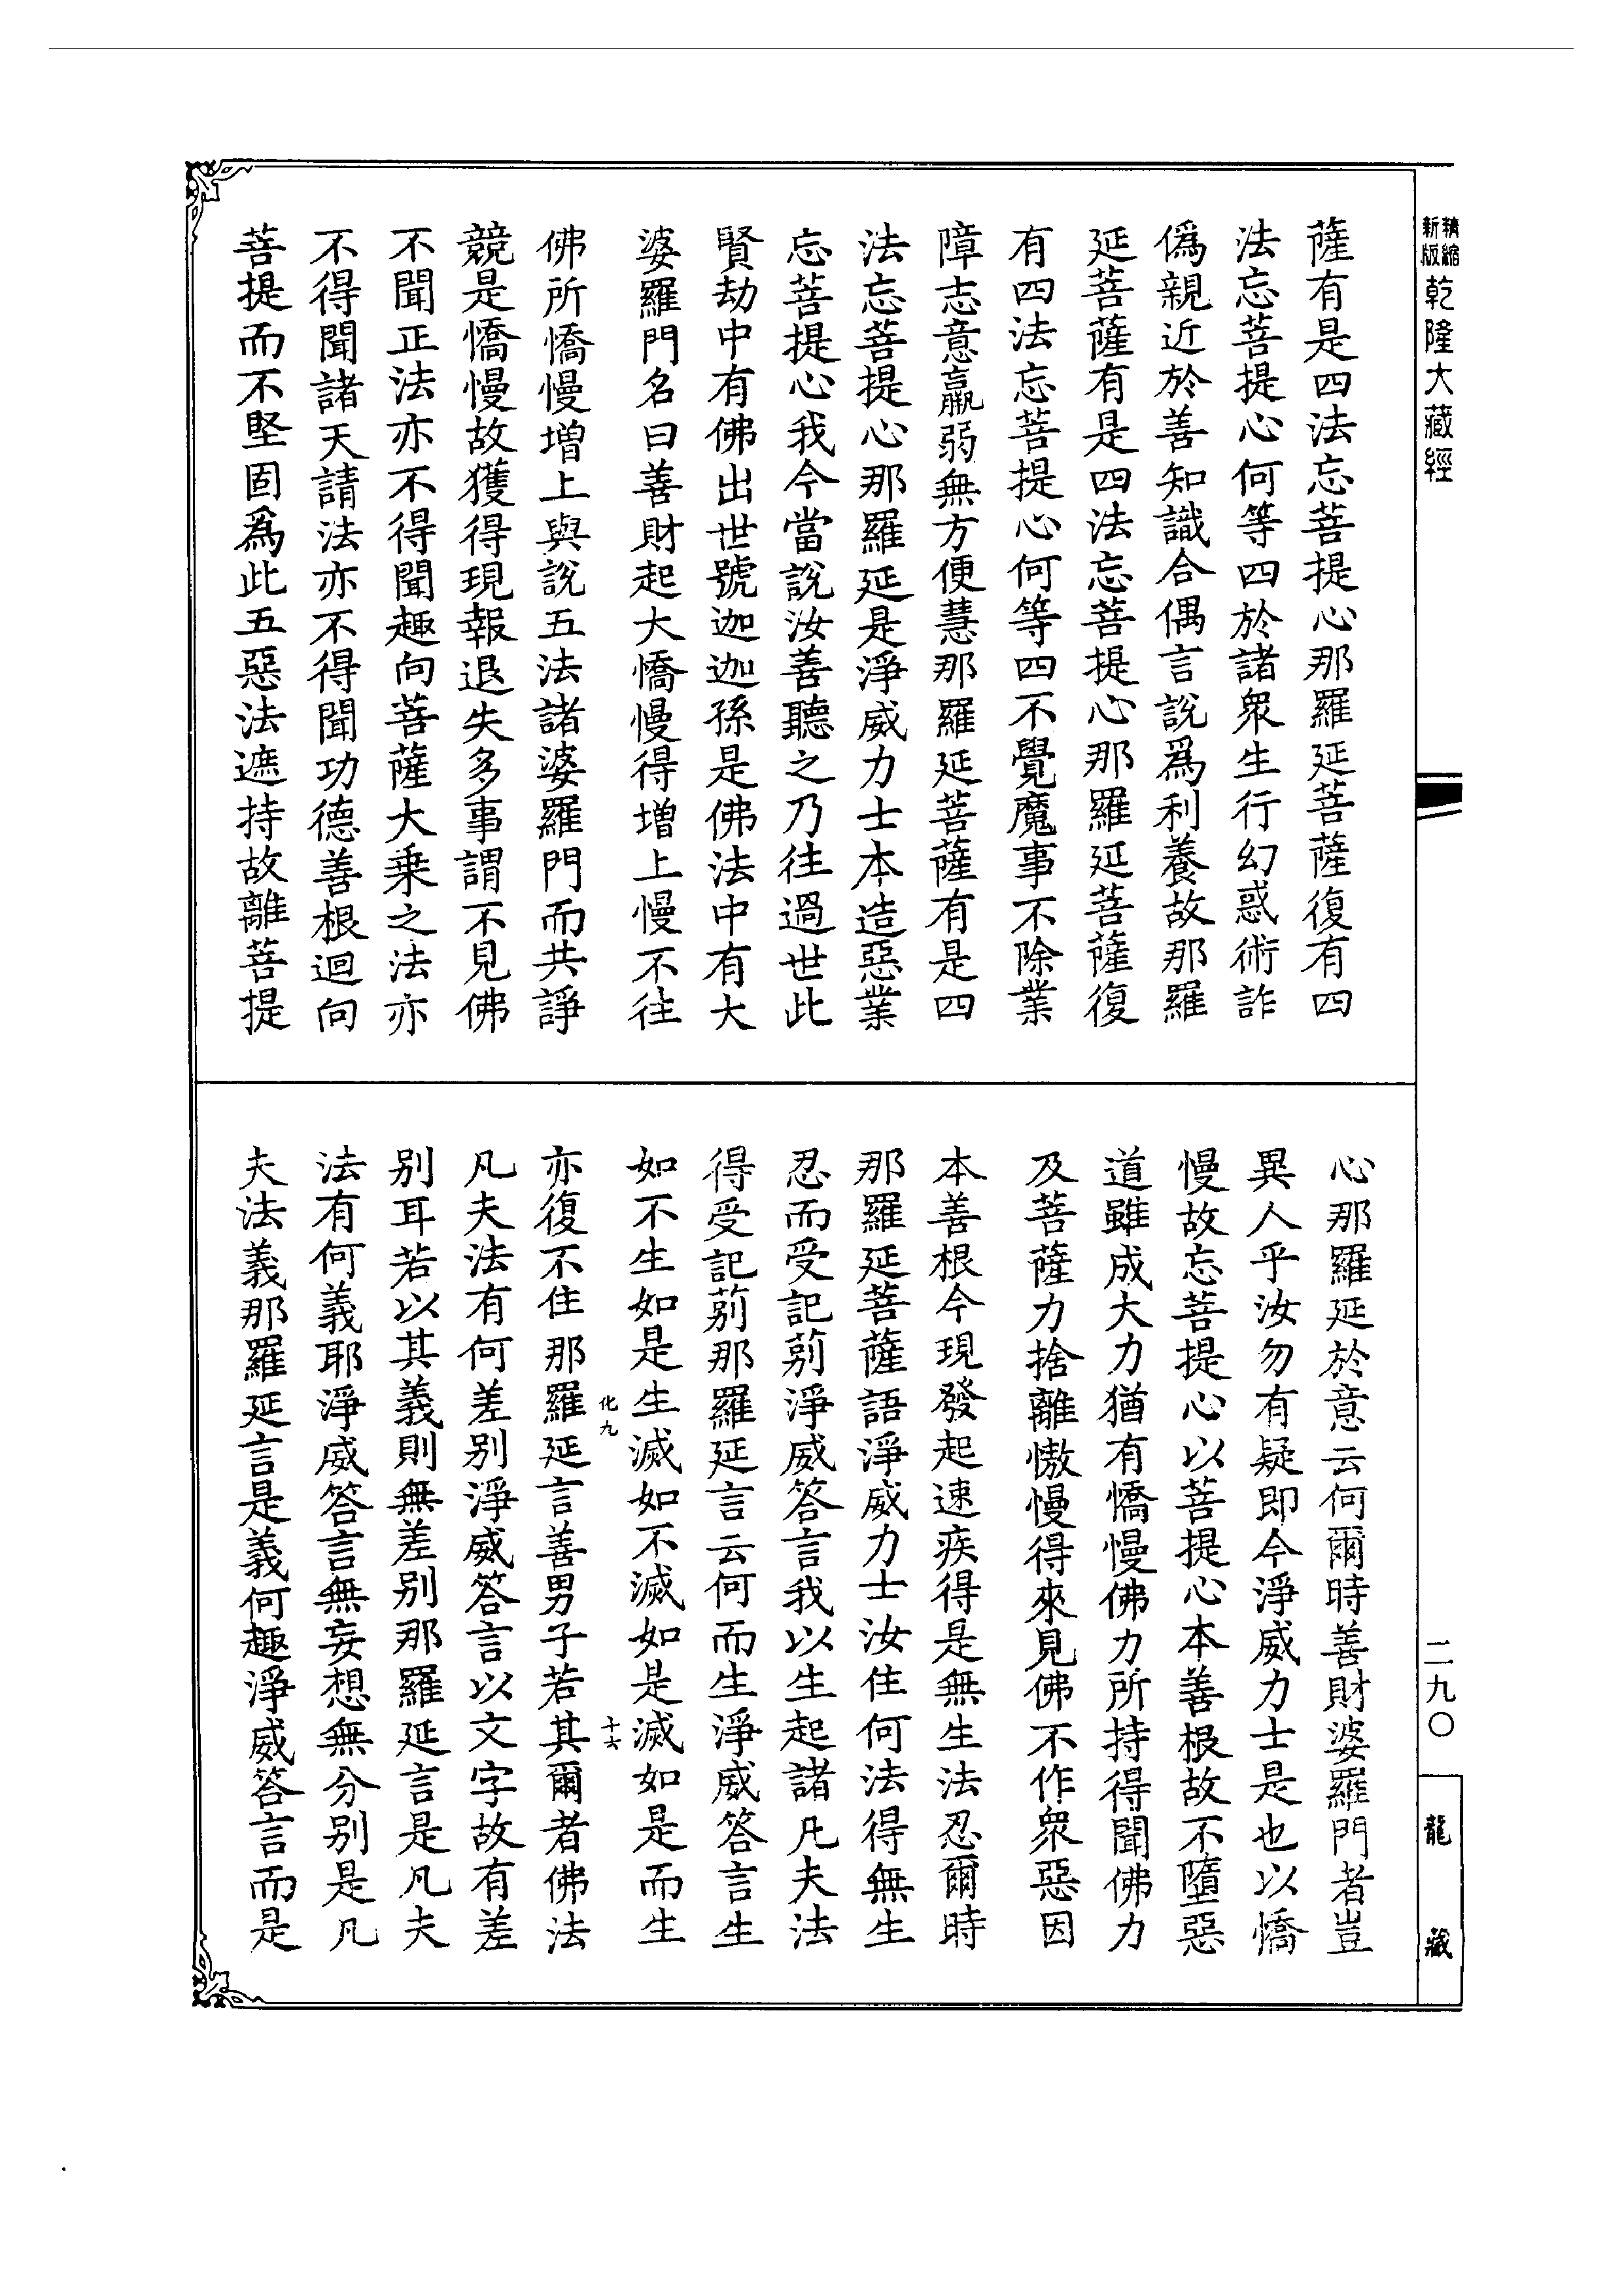 精縮新版乾隆大藏經
薩有是四法忘菩提心那羅延菩薩復有四
法忘菩提心何等四於諸衆生行幻惑術詐
僞親近於善知識合偶言說爲利養故那羅
延菩薩有是四法忘菩提心那羅延菩薩復
有四法忘菩提心何等四不覺魔事不除業
障志意羸弱無方便慧那羅延菩薩有是四
法忘菩提心那羅延是淨威力士本造惡業
忘菩提心我今當說汝善聽之乃往過世此
賢劫中有佛出世號迦迦孫是佛法中有大
婆羅門名曰善財起大憍慢得增上慢不往
佛所憍慢增上與說五法諸婆羅門而共諍
競是憍慢故獲得現報退失多事謂不見佛
不聞正法亦不得聞趣向菩薩大乗之法亦
不得聞諸天請法亦不得聞功德善根迴向
菩提而不堅固爲此五惡法遮持故離菩提
心那羅延於意云何爾時善財婆羅門者豈
異人乎汝勿有疑即今淨威力士是也以憍
慢故忘菩提心以菩提心本善根故不墮惡
道雖成大力猶有憍慢佛力所持得聞佛力
及菩薩力捨離憿慢得來見佛不作衆惡因
本善根今現發起速疾得是無生法忍爾時
那羅延菩薩語淨威力士汝住何法得無生
忍而受記莂淨威答言我以生起諸凡夫法
得受記莂那羅延言云何而生淨威答言生
如不生如是生滅如不滅如是滅如是而生
化九
十六
亦復不住那羅延言善男子若其爾者佛法
凡夫法有何差别淨威答言以文字故有差
别耳若以其義則無差别那羅延言是凡夫
法有何義耶淨威答言無妄想無分别是凡
夫法義那羅延言是義何趣淨威答言而是
二九〇
龍藏